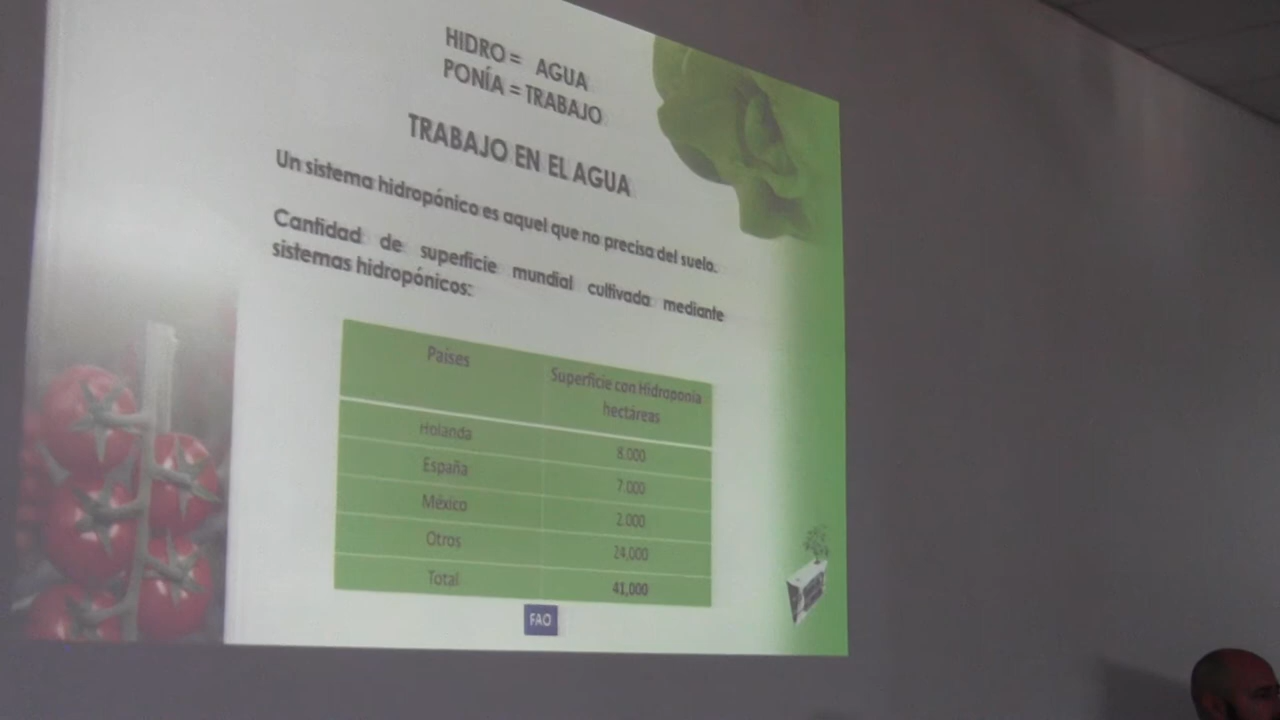 HIDRO = AGUA
PONÍA = TRABAJO
TRABAJO EN EL AGUA
Un sistema hidropónico es aquel que no precisa del suelo.
Cantidad de superficie mundial cultivada mediante
sistemas hidropónicos:
Países
Superficie con Hidroponia
hectáreas
Holanda 8.000
España 7.000
México 2.000
Otros 24,000
Total 41,000
FAO